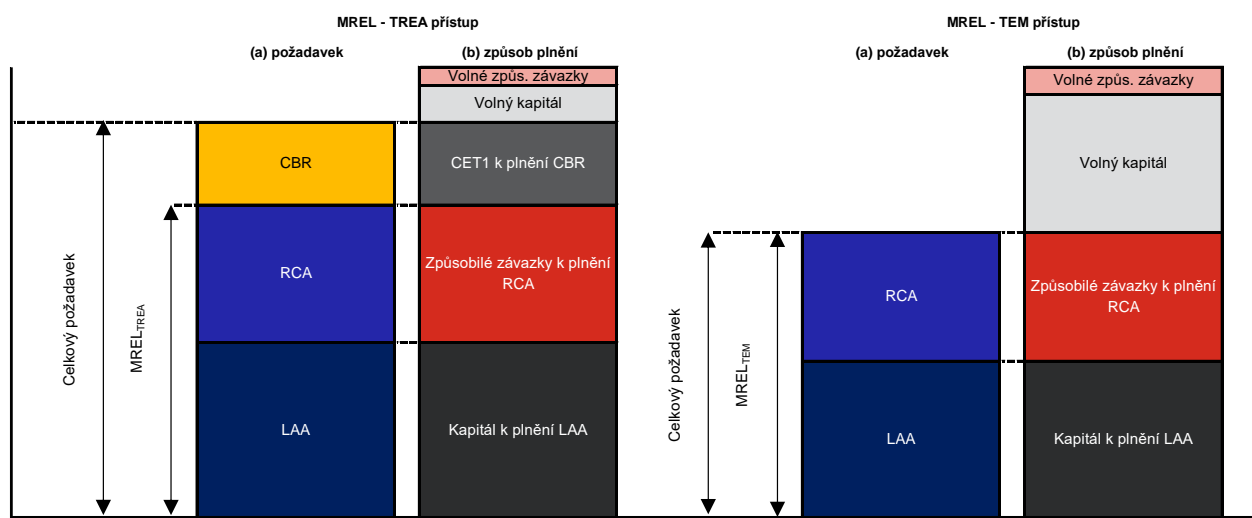 MREL - TREA přístup
(a) požadavek
(b) způsob plnění
Volné způs. závazky
Volný kapitál
CBR
CET1 k plnění CBR
RCA
Způsobilé závazky k plnění
RCA
LAA
Kapitál k plnění LAA
Celkový požadavek
MRELTREA
MREL - TEM přístup
(a) požadavek
(b) způsob plnění
Volné způs. závazky
Volný kapitál
RCA
Způsobilé závazky k plnění
RCA
LAA
Kapitál k plnění LAA
Celkový požadavek
MRELTEM